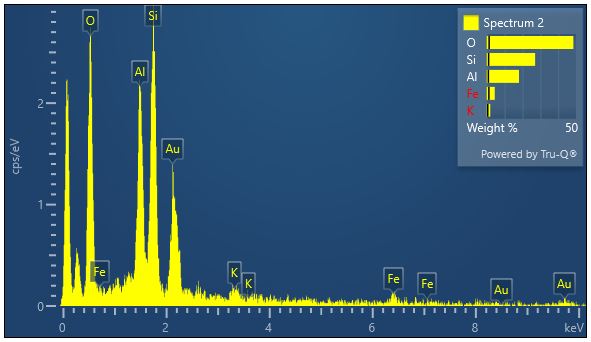 Spectrum 2
O
Si
Al
Fe
K
Weight % 50
Powered by Tru-Q®
cps/eV
2
1
0
O
Si
Al
Au
Fe
K
K
Fe
Fe
Au
Au
0 2 4 6 8 keV